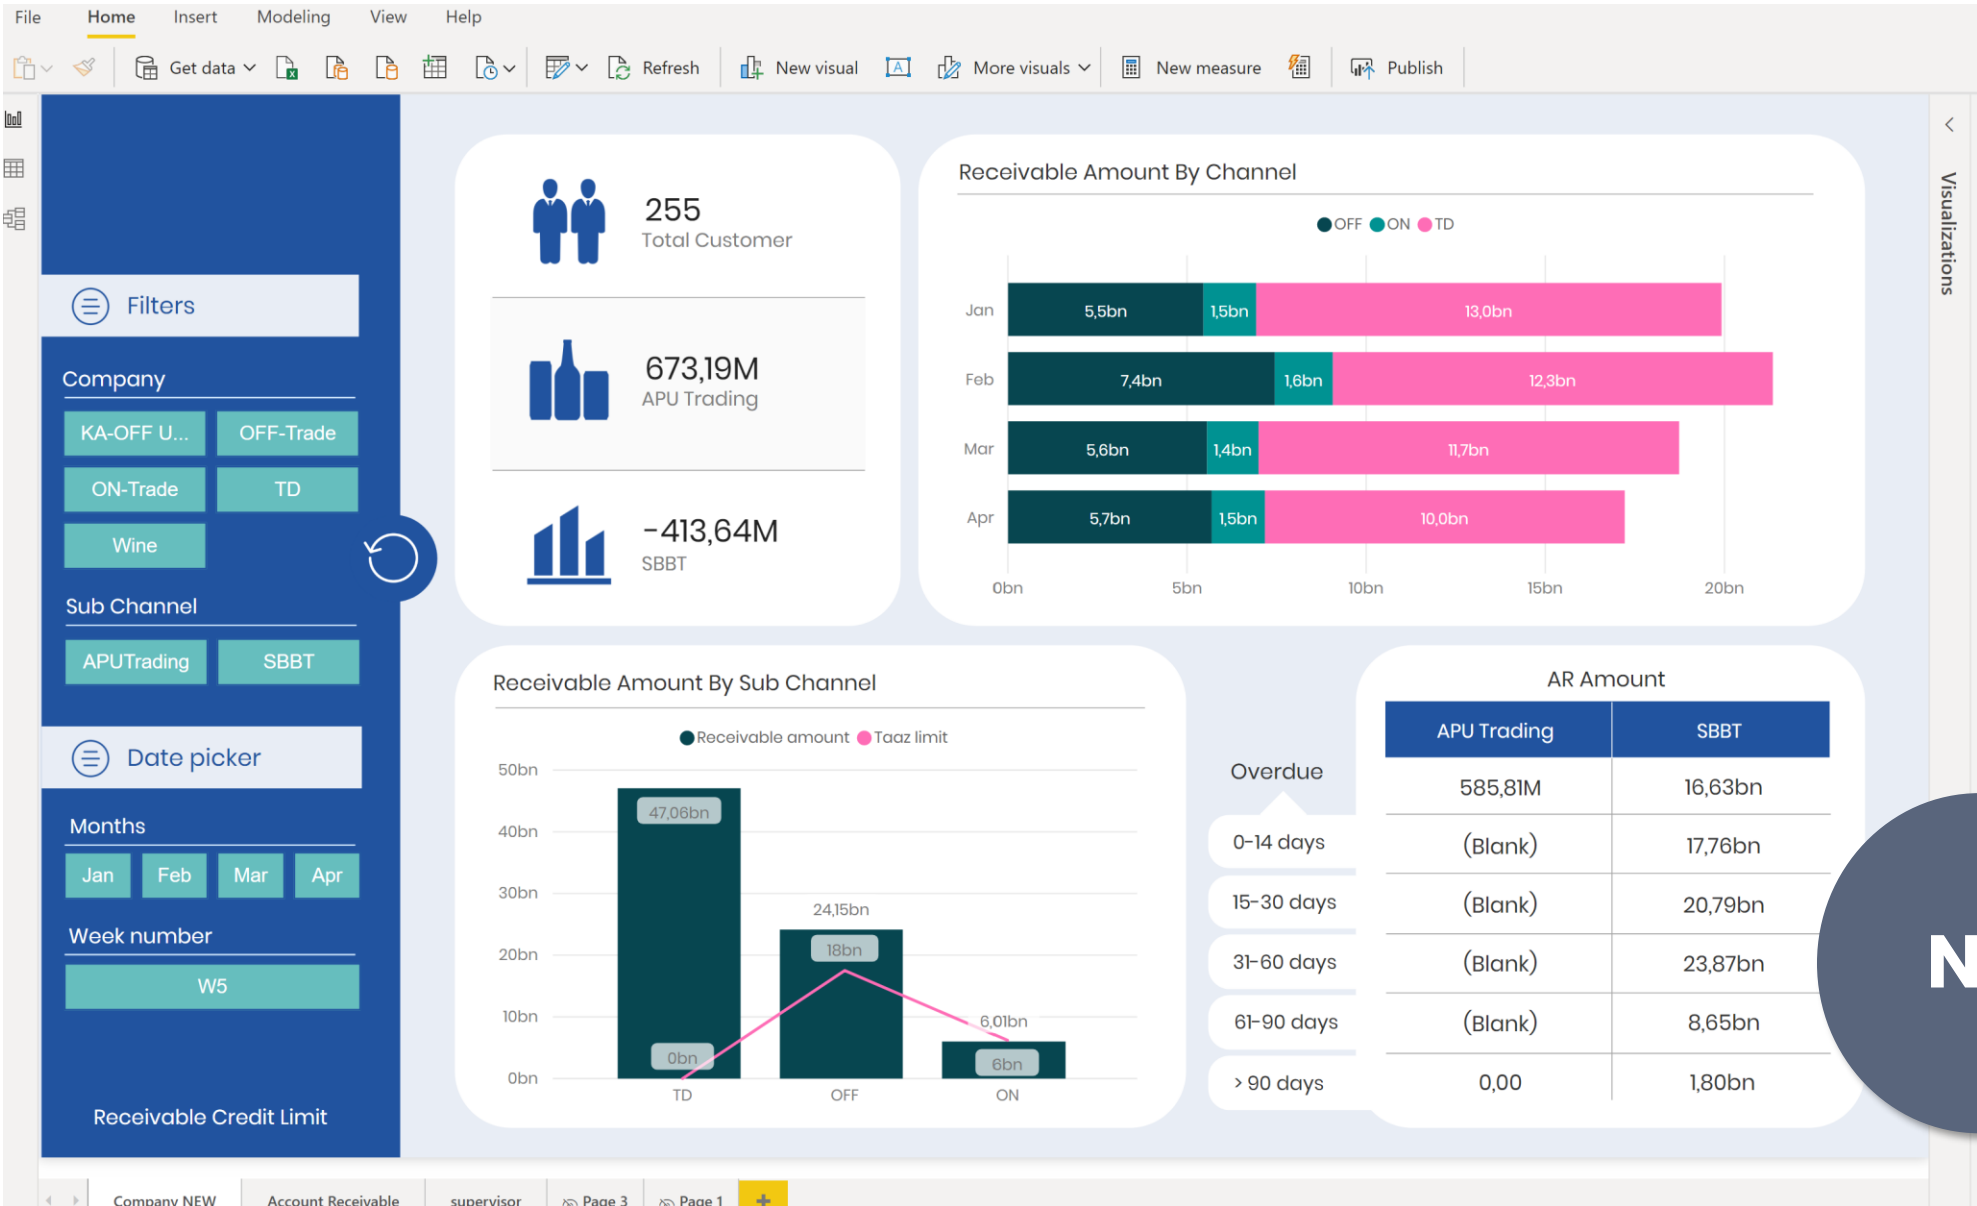 File Home Insert Modeling View Help
Get data Refresh New visual More visuals New measure Publish
Visualizations
Filters
Company
KA-OFF U... OFF-Trade
ON-Trade TD
Wine
Sub Channel
APUTrading SBBT
Date picker
Months
Jan Feb Mar Apr
Week number
W5
Receivable Credit Limit
255
Total Customer
673,19M
APU Trading
-413,64M
SBBT
Receivable Amount By Channel
OFF ON TD
Jan 5,5bn 1,5bn 13,0bn
Feb 7,4bn 1,6bn 12,3bn
Mar 5,6bn 1,4bn 11,7bn
Apr 5,7bn 1,5bn 10,0bn
0bn 5bn 10bn 15bn 20bn
Receivable Amount By Sub Channel
Receivable amount Taaz limit
50bn
47,06bn
40bn
30bn
24,15bn
20bn
18bn
10bn
6,01bn
0bn
6bn
0bn
TD OFF ON
AR Amount
APU Trading SBBT
Overdue 585,81M 16,63bn
0-14 days (Blank) 17,76bn
15-30 days (Blank) 20,79bn
31-60 days (Blank) 23,87bn
61-90 days (Blank) 8,65bn
> 90 days 0,00 1,80bn
N
Company NEW Account Receivable supervisor Page 3 Page 1 +